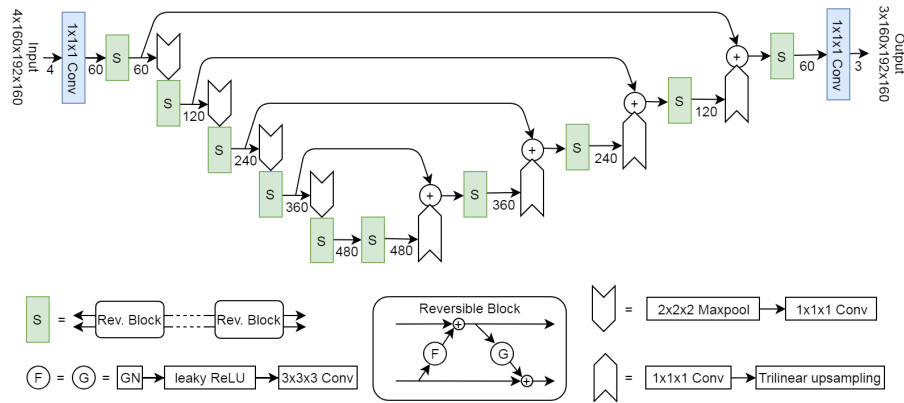 Input
4x160x192x160
4
1x1x1 Conv
60
S
60
S
120
S
240
S
360
S
480
S
480
+
S
360
+
S
240
+
S
120
+
S
60
1x1x1 Conv
3
Output
3x160x192x160
S = Rev. Block Rev. Block
F = G = GN leaky ReLU 3x3x3 Conv
Reversible Block
+
F
G
+
= 2x2x2 Maxpool 1x1x1 Conv
= 1x1x1 Conv Trilinear upsampling